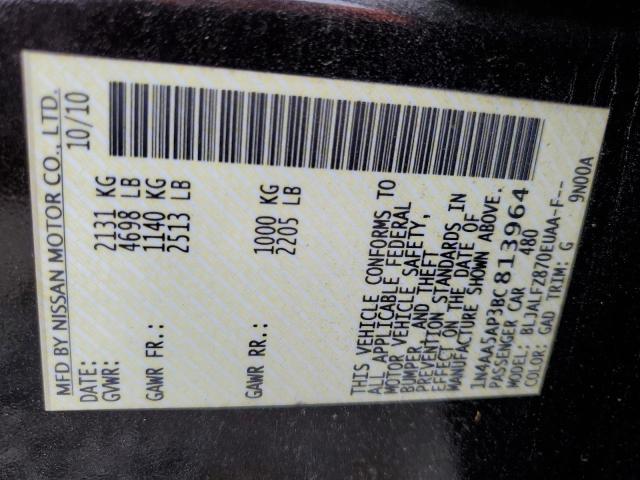 MFD BY NISSAN MOTOR CO., LTD.
DATE: 10/10
GVWR: 2131 KG
4698 LB
GAWR FR.: 1140 KG
2513 LB
GAWR RR.: 1000 KG
2205 LB
THIS VEHICLE CONFORMS TO
ALL APPLICABLE FEDERAL
MOTOR VEHICLE SAFETY,
BUMPER, AND THEFT
PREVENTION STANDARDS IN
EFFECT ON THE DATE OF
MANUFACTURE SHOWN ABOVE.
1N4AA5AP3BC813964
PASSENGER CAR 480
MODEL: BLJALFZ870EUAA-F--
COLOR: GAD TRIM: G 9N00A